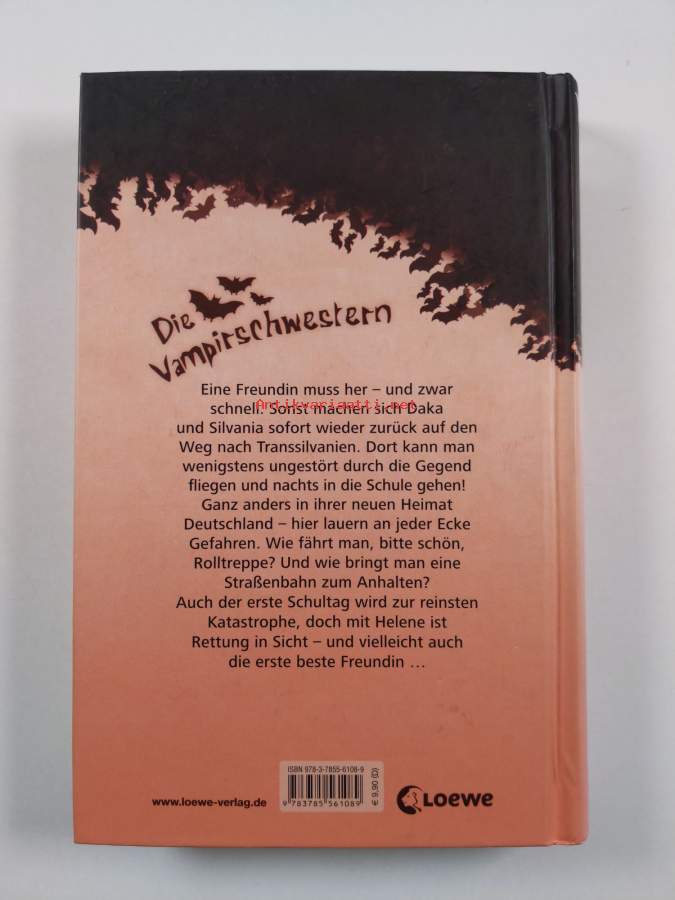 Die
Vampirschwestern
Eine Freundin muss her – und zwar
schnell. Sonst machen sich Daka
Antikvariaatti.net
und Silvania sofort wieder zurück auf den
Weg nach Transsilvanien. Dort kann man
wenigstens ungestört durch die Gegend
fliegen und nachts in die Schule gehen!
Ganz anders in ihrer neuen Heimat
Deutschland – hier lauern an jeder Ecke
Gefahren. Wie fährt man, bitte schön,
Rolltreppe? Und wie bringt man eine
Straßenbahn zum Anhalten?
Auch der erste Schultag wird zur reinsten
Katastrophe, doch mit Helene ist
Rettung in Sicht – und vielleicht auch
die erste beste Freundin …
ISBN 978-3-7855-6108-9
9 783785 561089
€ 9,90 (D)
www.loewe-verlag.de
Loewe